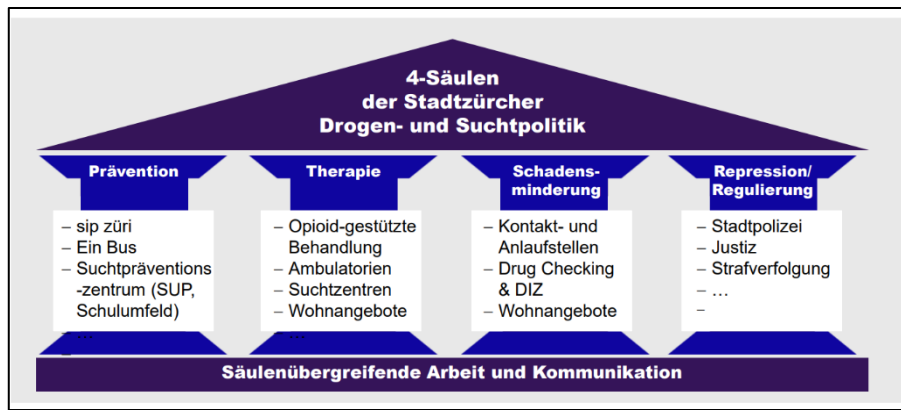 4-Säulen
der Stadtzürcher
Drogen- und Suchtpolitik
Prävention
– sip züri
– Ein Bus
– Suchtpräventions
-zentrum (SUP,
Schulumfeld)
– ...
–
Therapie
– Opioid-gestützte
Behandlung
– Ambulatorien
– Suchtzentren
– Wohnangebote
– ...
Schadens-
minderung
– Kontakt- und
Anlaufstellen
– Drug Checking
& DIZ
– Wohnangebote
Repression/
Regulierung
– Stadtpolizei
– Justiz
– Strafverfolgung
– ...
–
Säulenübergreifende Arbeit und Kommunikation